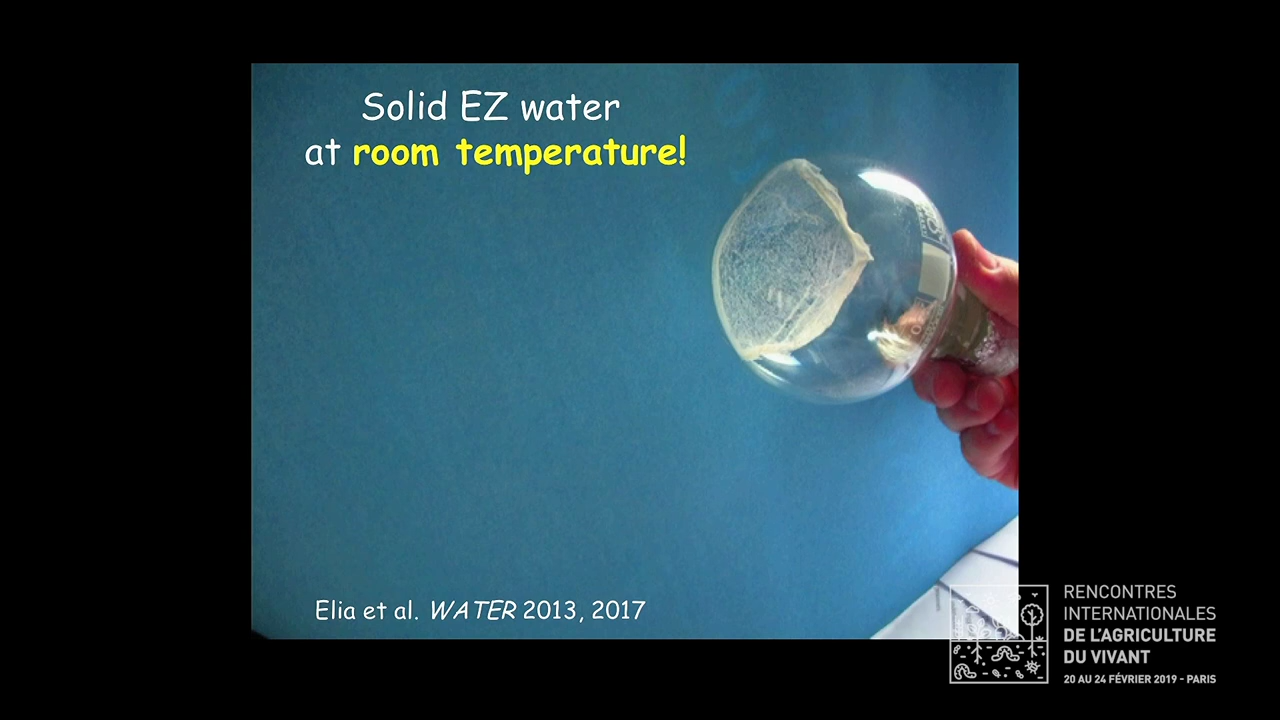 Solid EZ water
at room temperature!
Elia et al. WATER 2013, 2017
RENCONTRES
INTERNATIONALES
DE L'AGRICULTURE
DU VIVANT
20 AU 24 FÉVRIER 2019 - PARIS